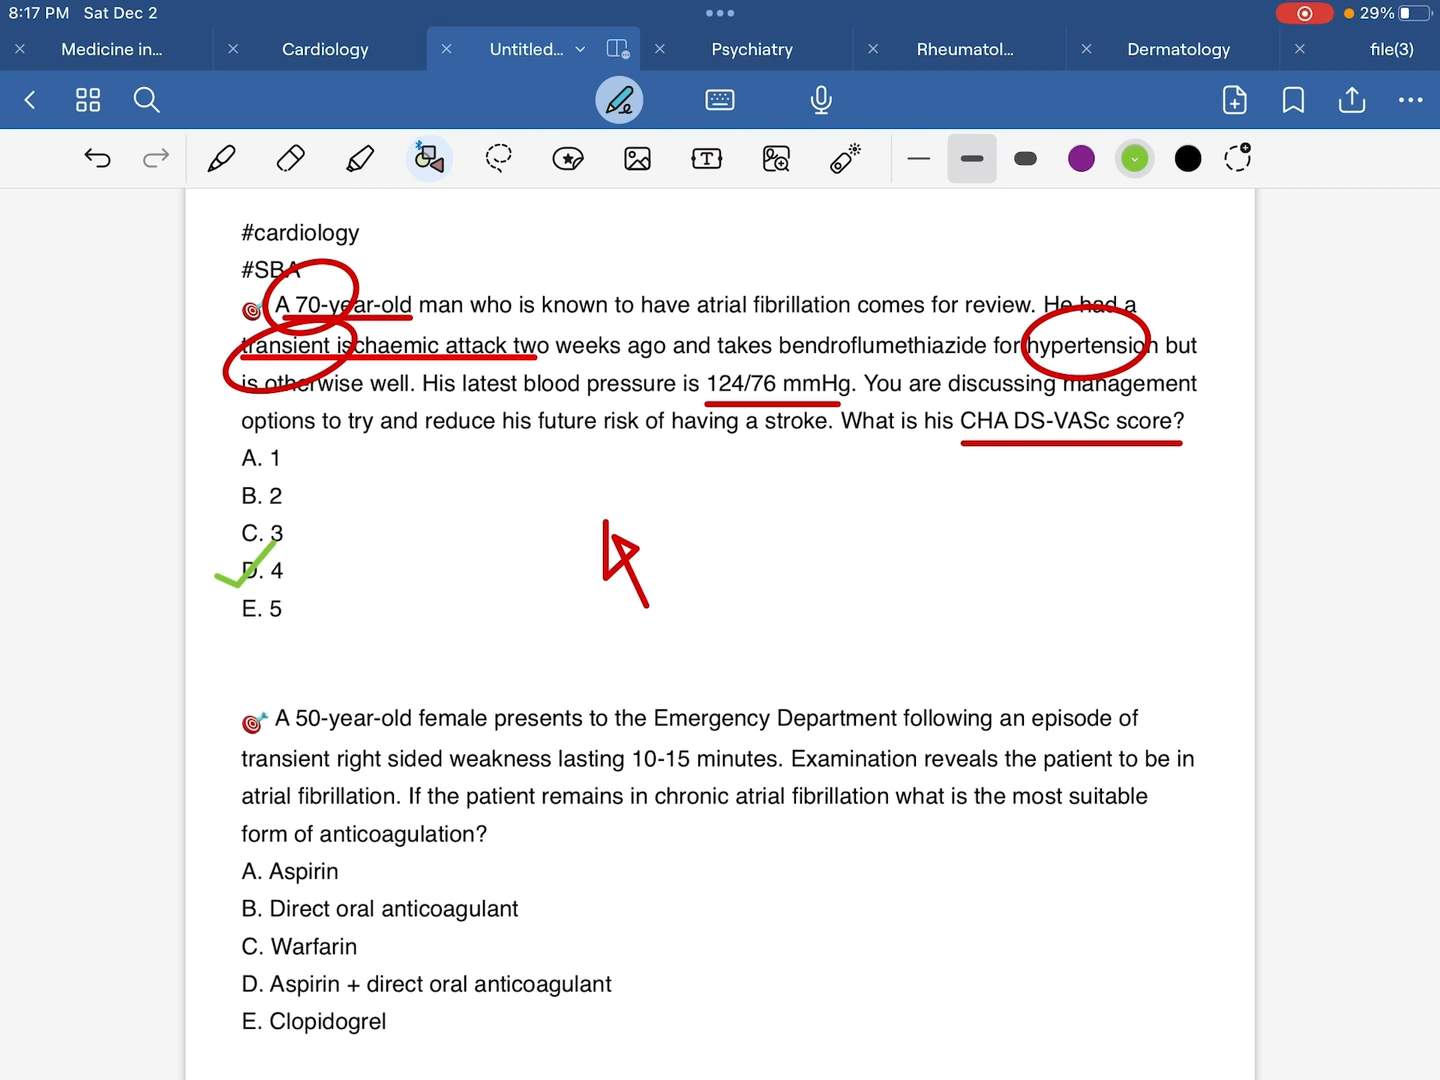 8:17 PM Sat Dec 2
29%
Medicine in...
Cardiology
Untitled...
Psychiatry
Rheumatol...
Dermatology
file(3)
#cardiology
#SBA
A 70-year-old man who is known to have atrial fibrillation comes for review. He had a
transient ischaemic attack two weeks ago and takes bendroflumethiazide for hypertension but
is otherwise well. His latest blood pressure is 124/76 mmHg. You are discussing management
options to try and reduce his future risk of having a stroke. What is his CHA DS-VASc score?
A. 1
B. 2
C. 3
D. 4
E. 5
A 50-year-old female presents to the Emergency Department following an episode of
transient right sided weakness lasting 10-15 minutes. Examination reveals the patient to be in
atrial fibrillation. If the patient remains in chronic atrial fibrillation what is the most suitable
form of anticoagulation?
A. Aspirin
B. Direct oral anticoagulant
C. Warfarin
D. Aspirin + direct oral anticoagulant
E. Clopidogrel